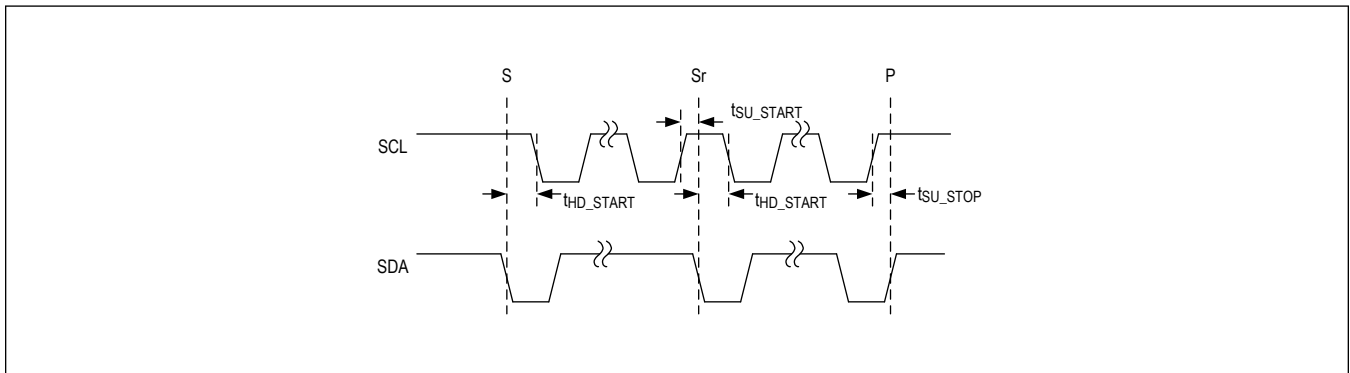 S Sr P
tSU_START
SCL
tHD_START tHD_START tSU_STOP
SDA